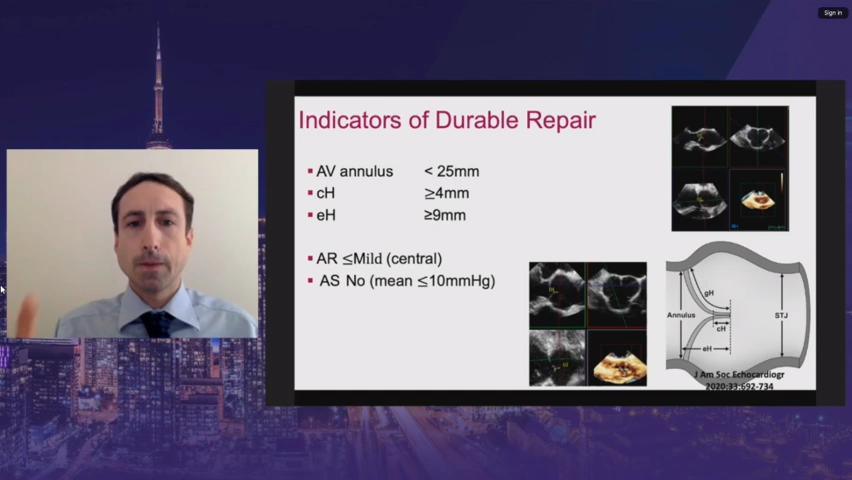 Sign in
Indicators of Durable Repair
AV annulus < 25mm
cH ≥4mm
eH ≥9mm
AR ≤Mild (central)
AS No (mean ≤10mmHg)
gH
Annulus
STJ
cH
eH
J Am Soc Echocardiogr
2020;33:692-734